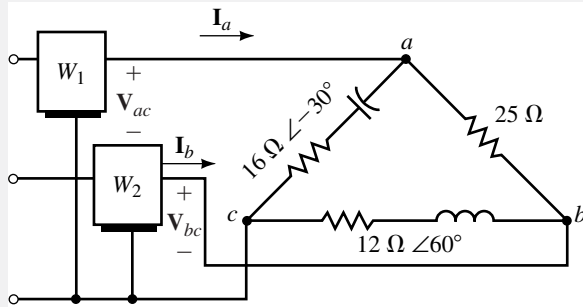 I_a
a
W_1
+
V_ac
−
16 Ω ∠−30°
25 Ω
I_b
W_2
+
V_bc
−
c
b
12 Ω ∠60°